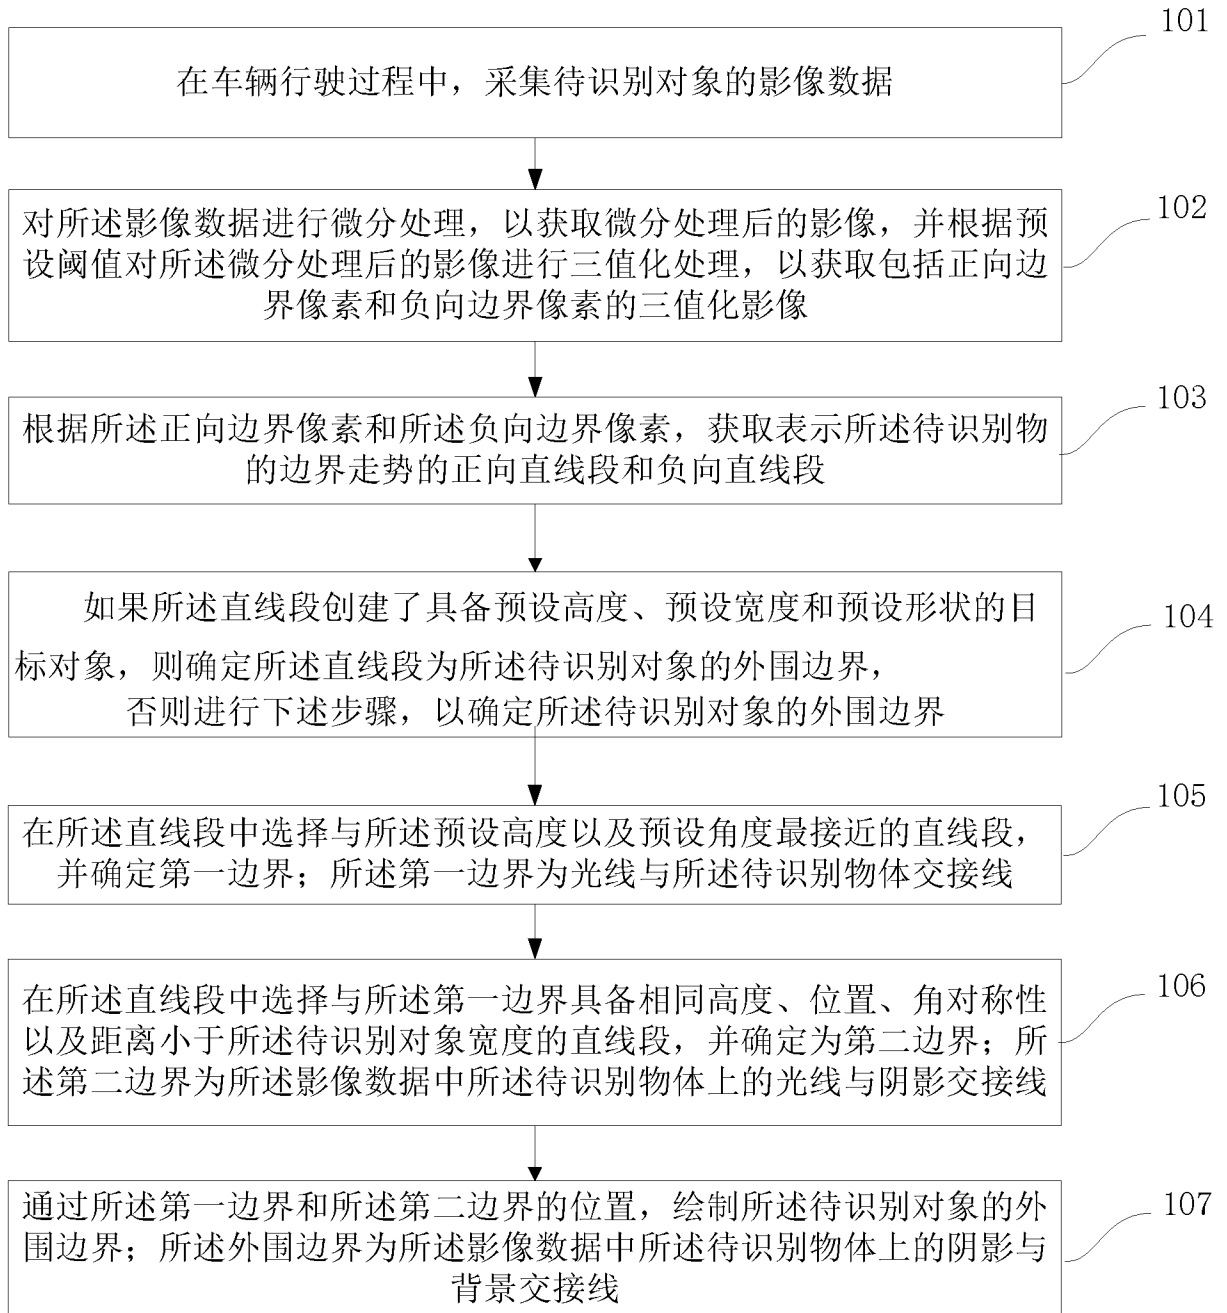 101
在车辆行驶过程中，采集待识别对象的影像数据
102
对所述影像数据进行微分处理，以获取微分处理后的影像，并根据预
设阈值对所述微分处理后的影像进行三值化处理，以获取包括正向边
界像素和负向边界像素的三值化影像
103
根据所述正向边界像素和所述负向边界像素，获取表示所述待识别物
的边界走势的正向直线段和负向直线段
104
如果所述直线段创建了具备预设高度、预设宽度和预设形状的目
标对象，则确定所述直线段为所述待识别对象的外围边界，
否则进行下述步骤，以确定所述待识别对象的外围边界
105
在所述直线段中选择与所述预设高度以及预设角度最接近的直线段，
并确定第一边界；所述第一边界为光线与所述待识别物体交接线
106
在所述直线段中选择与所述第一边界具备相同高度、位置、角对称性
以及距离小于所述待识别对象宽度的直线段，并确定为第二边界；所
述第二边界为所述影像数据中所述待识别物体上的光线与阴影交接线
107
通过所述第一边界和所述第二边界的位置，绘制所述待识别对象的外
围边界；所述外围边界为所述影像数据中所述待识别物体上的阴影与
背景交接线